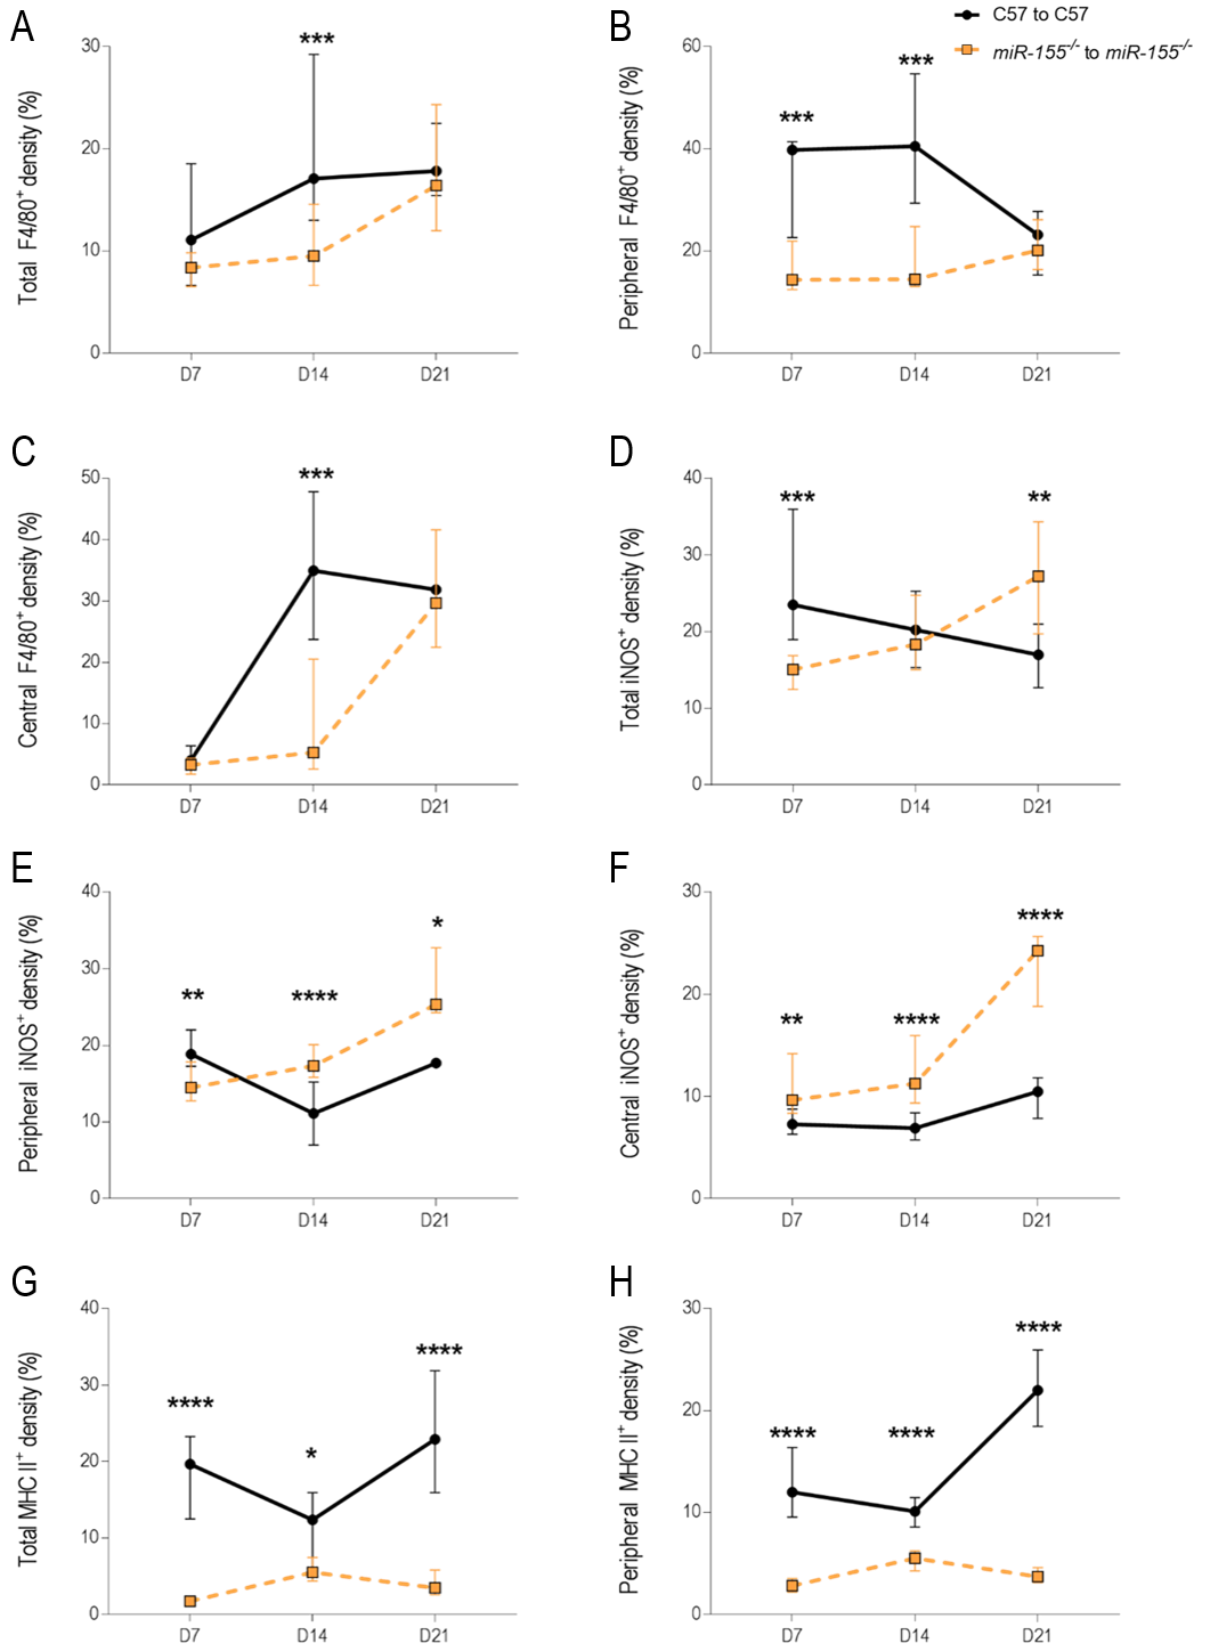 A
Total F4/80⁺ density (%)
30
20
10
0
***
D7 D14 D21
B
C57 to C57
miR-155⁻/⁻ to miR-155⁻/⁻
Peripheral F4/80⁺ density (%)
60
40
20
0
*** ***
D7 D14 D21
C
Central F4/80⁺ density (%)
50
40
30
20
10
0
***
D7 D14 D21
D
Total iNOS⁺ density (%)
40
30
20
10
0
*** **
D7 D14 D21
E
Peripheral iNOS⁺ density (%)
40
30
20
10
0
** **** *
D7 D14 D21
F
Central iNOS⁺ density (%)
30
20
10
0
** **** ****
D7 D14 D21
G
Total MHC II⁺ density (%)
40
30
20
10
0
**** * ****
D7 D14 D21
H
Peripheral MHC II⁺ density (%)
30
20
10
0
**** **** ****
D7 D14 D21